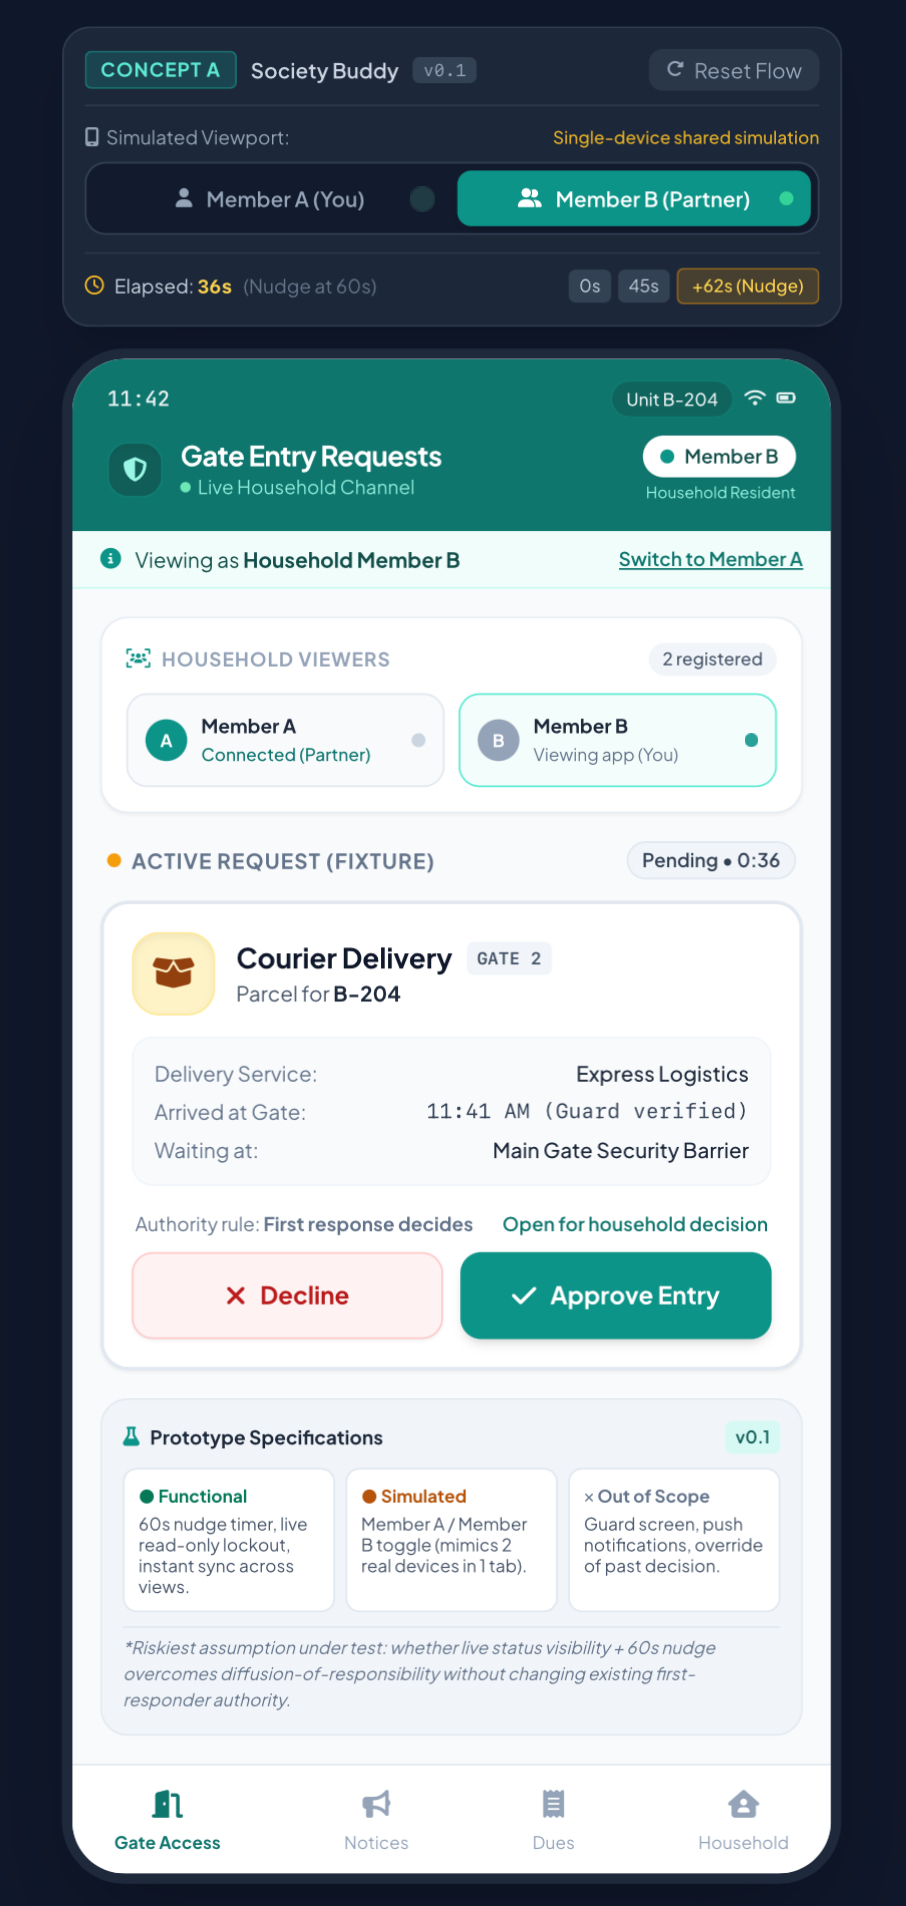 CONCEPT A Society Buddy v0.1 Reset Flow
Simulated Viewport: Single-device shared simulation
Member A (You) Member B (Partner)
Elapsed: 36s (Nudge at 60s) 0s 45s +62s (Nudge)
11:42 Unit B-204
Gate Entry Requests Member B
Live Household Channel Household Resident
Viewing as Household Member B Switch to Member A
HOUSEHOLD VIEWERS 2 registered
A Member A
Connected (Partner)
B Member B
Viewing app (You)
ACTIVE REQUEST (FIXTURE) Pending • 0:36
Courier Delivery GATE 2
Parcel for B-204
Delivery Service: Express Logistics
Arrived at Gate: 11:41 AM (Guard verified)
Waiting at: Main Gate Security Barrier
Authority rule: First response decides Open for household decision
Decline Approve Entry
Prototype Specifications v0.1
Functional
60s nudge timer, live
read-only lockout,
instant sync across
views.
Simulated
Member A / Member
B toggle (mimics 2
real devices in 1 tab).
× Out of Scope
Guard screen, push
notifications, override
of past decision.
*Riskiest assumption under test: whether live status visibility + 60s nudge
overcomes diffusion-of-responsibility without changing existing first-
responder authority.
Gate Access Notices Dues Household